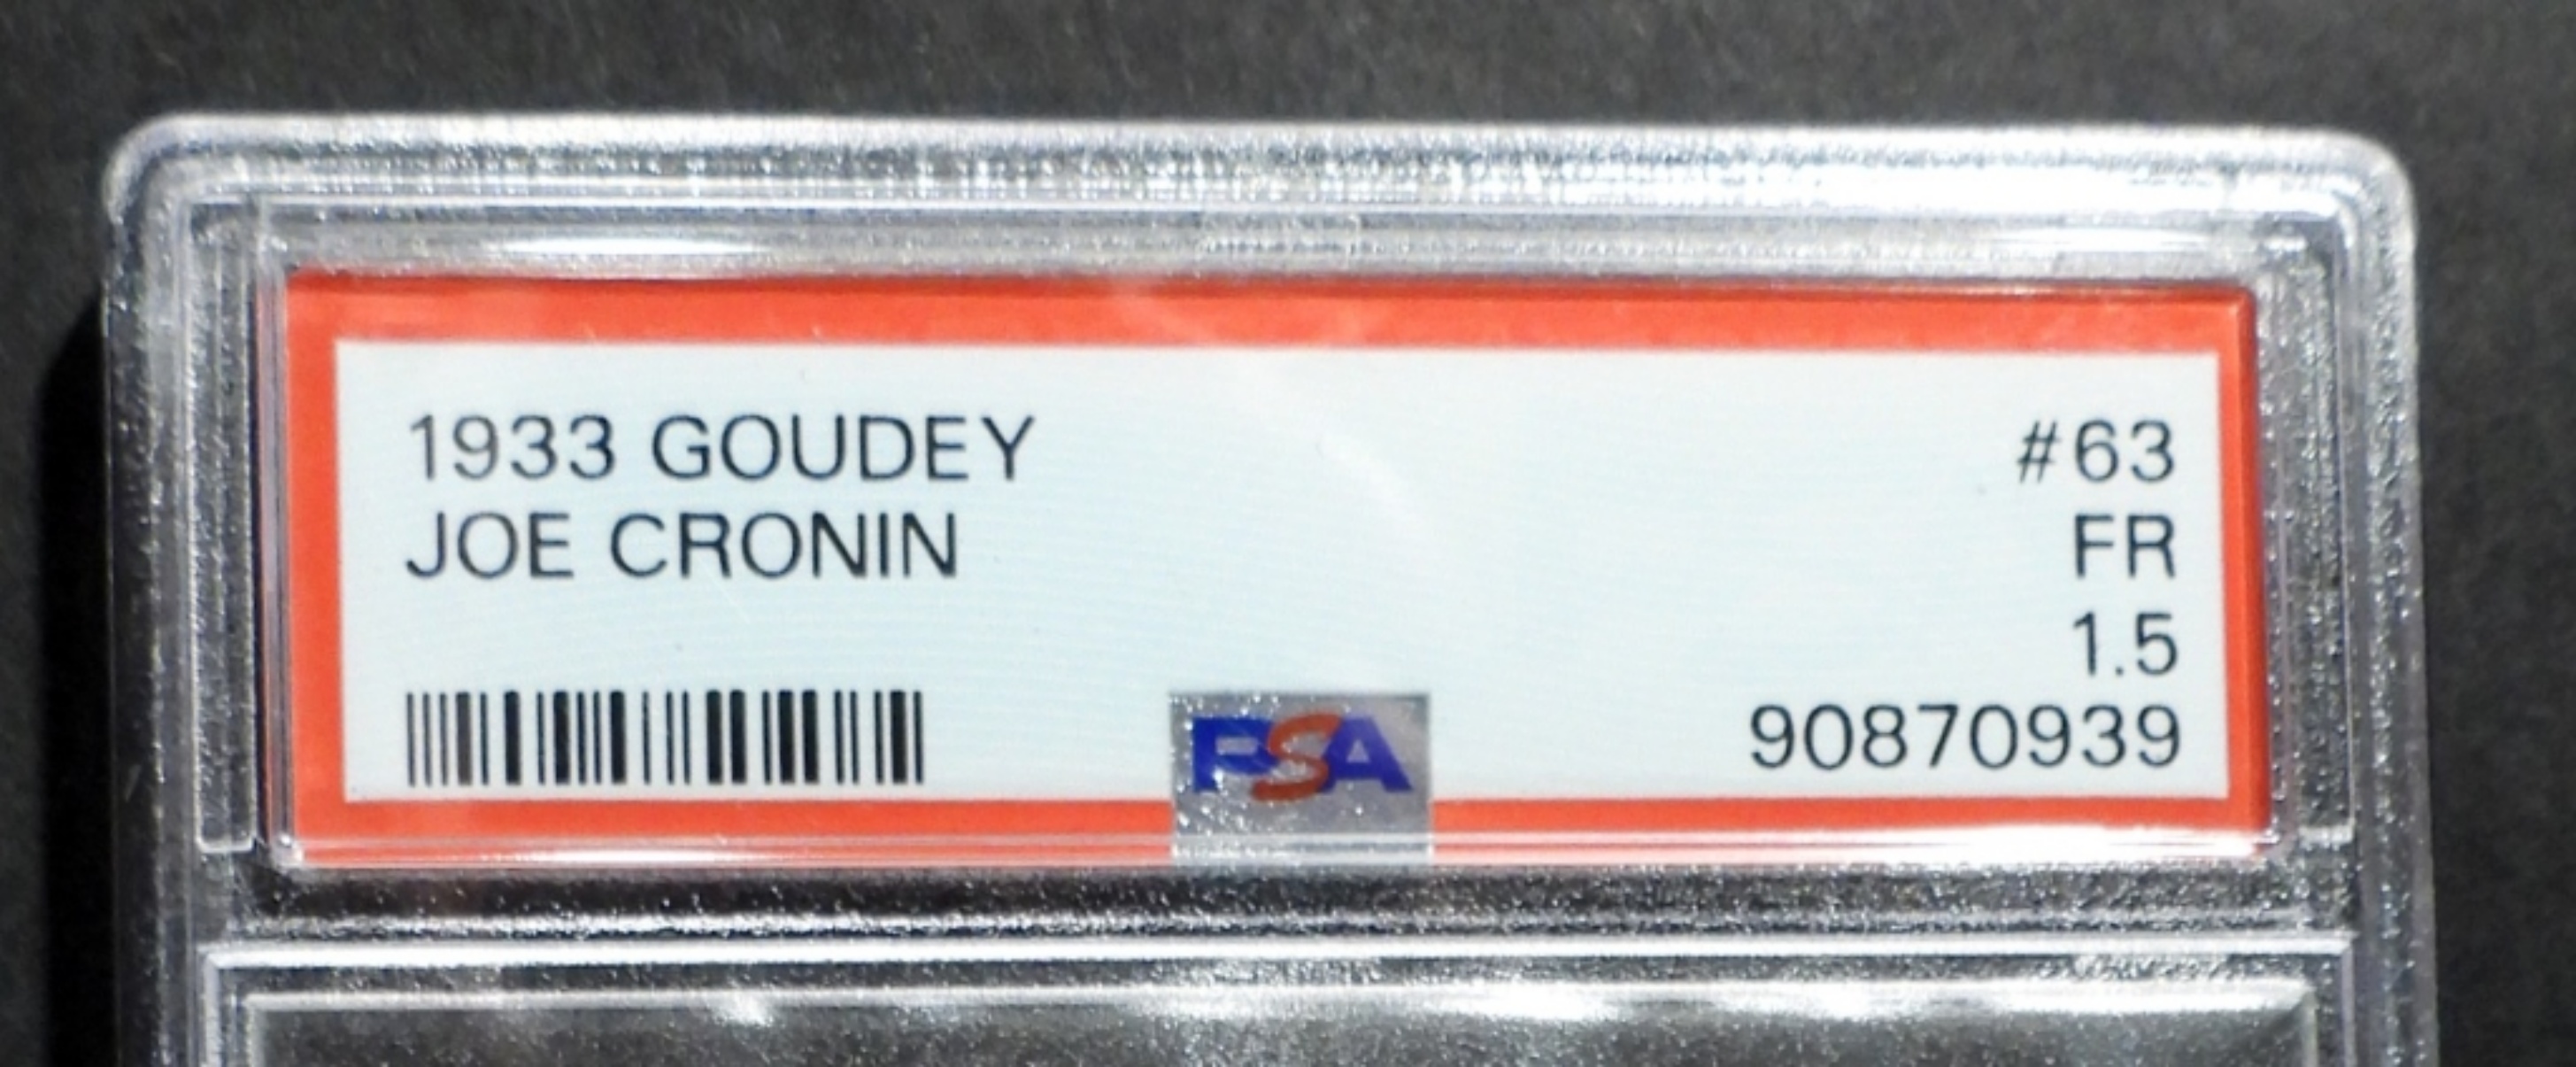 1933 GOUDEY #63
JOE CRONIN FR
1.5
PSA 90870939